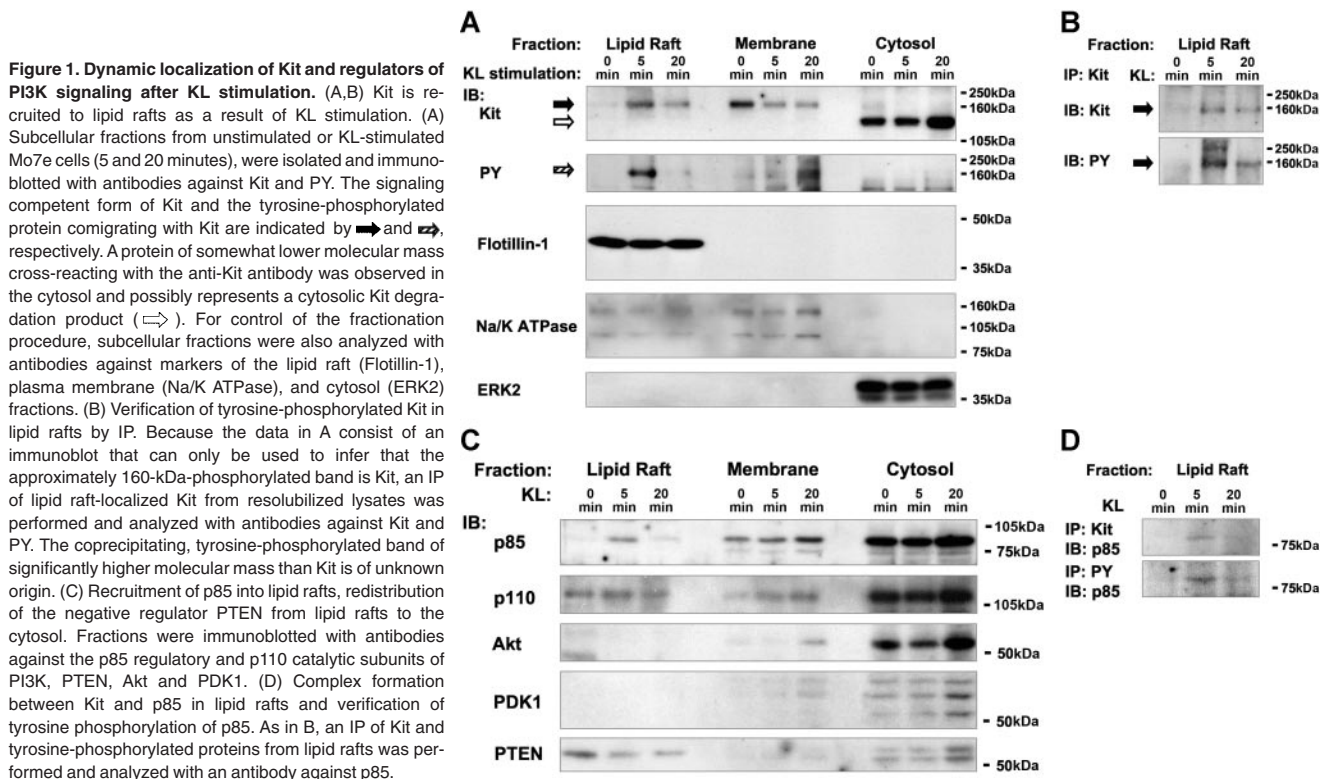 Figure 1. Dynamic localization of Kit and regulators of
PI3K signaling after KL stimulation. (A,B) Kit is re-
cruited to lipid rafts as a result of KL stimulation. (A)
Subcellular fractions from unstimulated or KL-stimulated
Mo7e cells (5 and 20 minutes), were isolated and immuno-
blotted with antibodies against Kit and PY. The signaling
competent form of Kit and the tyrosine-phosphorylated
protein comigrating with Kit are indicated by and ,
respectively. A protein of somewhat lower molecular mass
cross-reacting with the anti-Kit antibody was observed in
the cytosol and possibly represents a cytosolic Kit degra-
dation product ( ). For control of the fractionation
procedure, subcellular fractions were also analyzed with
antibodies against markers of the lipid raft (Flotillin-1),
plasma membrane (Na/K ATPase), and cytosol (ERK2)
fractions. (B) Verification of tyrosine-phosphorylated Kit in
lipid rafts by IP. Because the data in A consist of an
immunoblot that can only be used to infer that the
approximately 160-kDa-phosphorylated band is Kit, an IP
of lipid raft-localized Kit from resolubilized lysates was
performed and analyzed with antibodies against Kit and
PY. The coprecipitating, tyrosine-phosphorylated band of
significantly higher molecular mass than Kit is of unknown
origin. (C) Recruitment of p85 into lipid rafts, redistribution
of the negative regulator PTEN from lipid rafts to the
cytosol. Fractions were immunoblotted with antibodies
against the p85 regulatory and p110 catalytic subunits of
PI3K, PTEN, Akt and PDK1. (D) Complex formation
between Kit and p85 in lipid rafts and verification of
tyrosine phosphorylation of p85. As in B, an IP of Kit and
tyrosine-phosphorylated proteins from lipid rafts was per-
formed and analyzed with an antibody against p85.
A
Fraction: Lipid Raft Membrane Cytosol
0 5 20 0 5 20 0 5 20
KL stimulation: min min min min min min min min min
IB:
Kit
- 250kDa
- 160kDa
- 105kDa
PY
- 250kDa
- 160kDa
Flotillin-1
- 50kDa
- 35kDa
Na/K ATPase
- 160kDa
- 105kDa
- 75kDa
ERK2
- 35kDa
B
Fraction: Lipid Raft
0 5 20
IP: Kit KL: min min min
IB: Kit
- 250kDa
- 160kDa
IB: PY
- 250kDa
- 160kDa
C
Fraction: Lipid Raft Membrane Cytosol
KL: 0 5 20 0 5 20 0 5 20
min min min min min min min min min
IB:
p85
- 105kDa
- 75kDa
p110
- 105kDa
Akt
- 50kDa
PDK1
- 50kDa
PTEN
- 50kDa
D
Fraction: Lipid Raft
0 5 20
KL min min min
IP: Kit
IB: p85
- 75kDa
IP: PY
IB: p85
- 75kDa